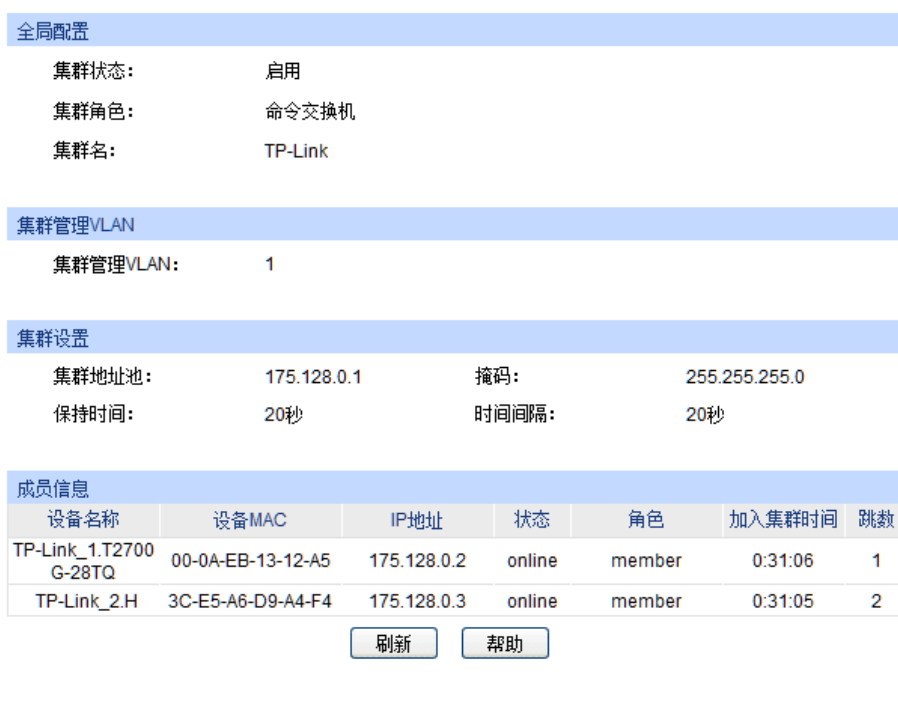 全局配置
集群状态： 启用
集群角色： 命令交换机
集群名： TP-Link
集群管理VLAN
集群管理VLAN： 1
集群设置
集群地址池： 175.128.0.1 掩码： 255.255.255.0
保持时间： 20秒 时间间隔： 20秒
成员信息
设备名称 设备MAC IP地址 状态 角色 加入集群时间 跳数
TP-Link_1.T2700
G-28TQ 00-0A-EB-13-12-A5 175.128.0.2 online member 0:31:06 1
TP-Link_2.H 3C-E5-A6-D9-A4-F4 175.128.0.3 online member 0:31:05 2
刷新 帮助